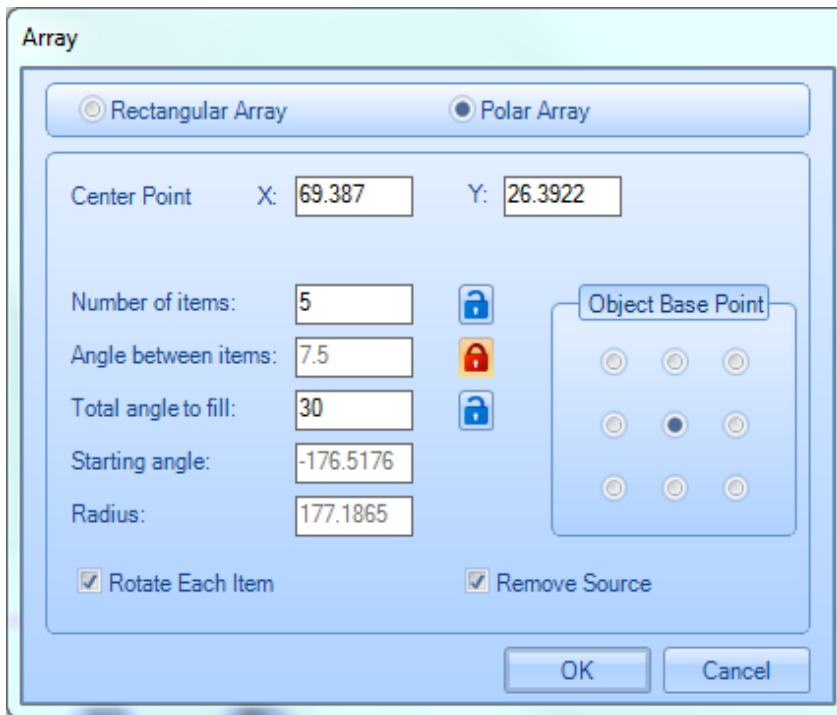 Array
Rectangular Array Polar Array
Center Point X: 69.387 Y: 26.3922
Number of items: 5 Object Base Point
Angle between items: 7.5
Total angle to fill: 30
Starting angle: -176.5176
Radius: 177.1865
Rotate Each Item Remove Source
OK Cancel